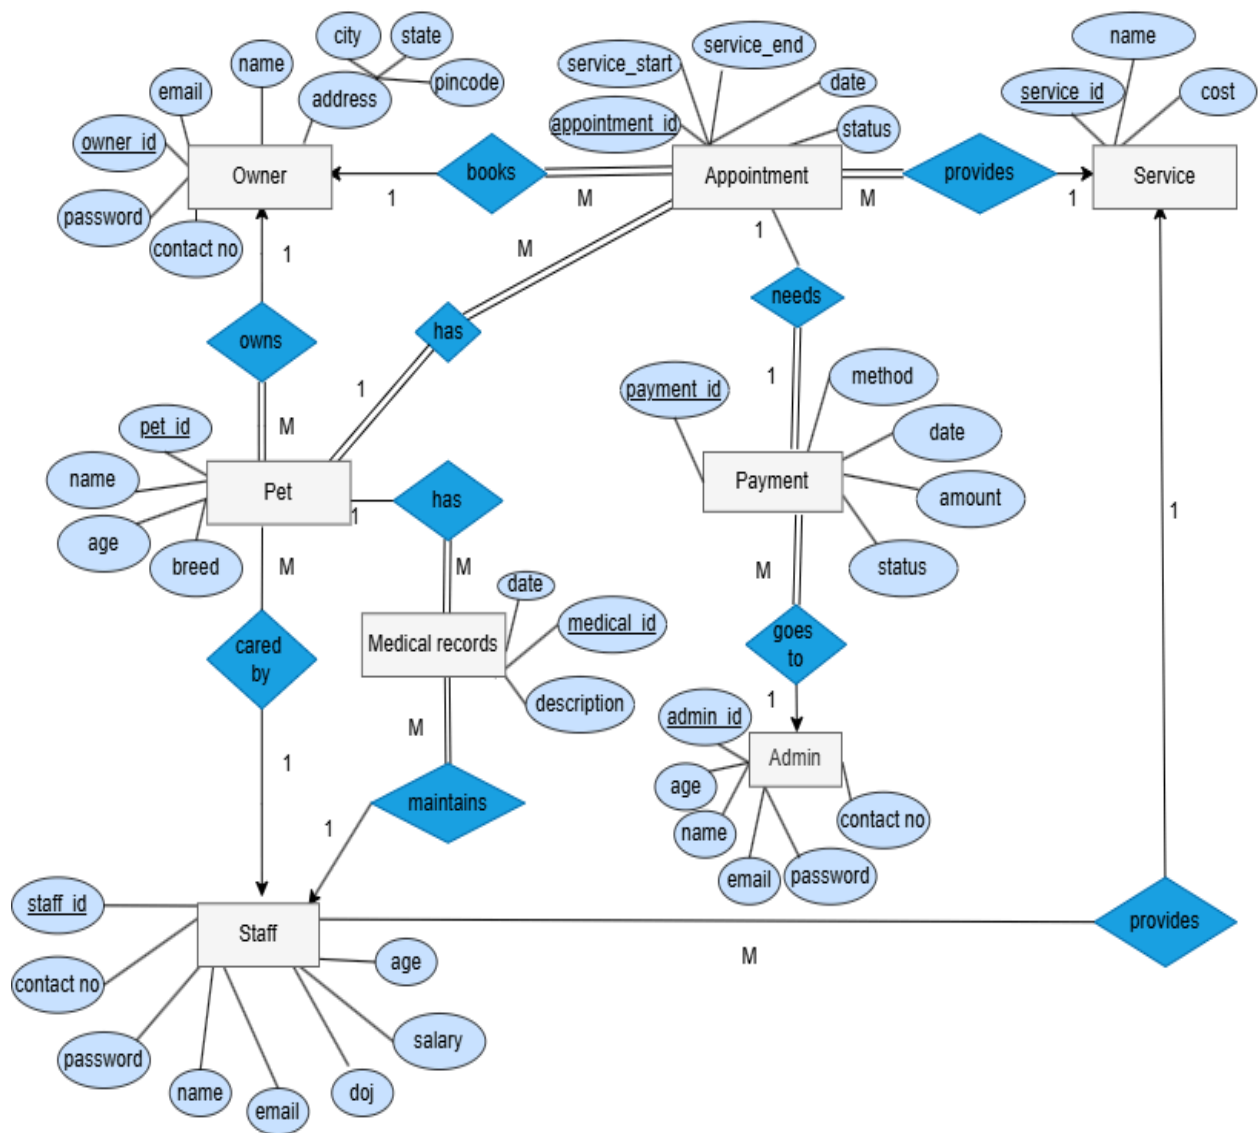 city
state
service_end
name
name
service_start
email
address
pincode
date
service_id
cost
owner_id
appointment_id
status
Owner
books
Appointment
provides
Service
1
M
M
1
password
contact no
1
M
1
owns
has
needs
1
1
method
payment_id
M
pet_id
date
name
Pet
has
Payment
amount
1
1
age
breed
M
M
date
M
status
cared
by
Medical records
medical_id
goes
to
description
1
admin_id
M
1
Admin
age
maintains
1
name
contact no
email
password
staff_id
Staff
provides
M
age
contact no
salary
password
name
email
doj